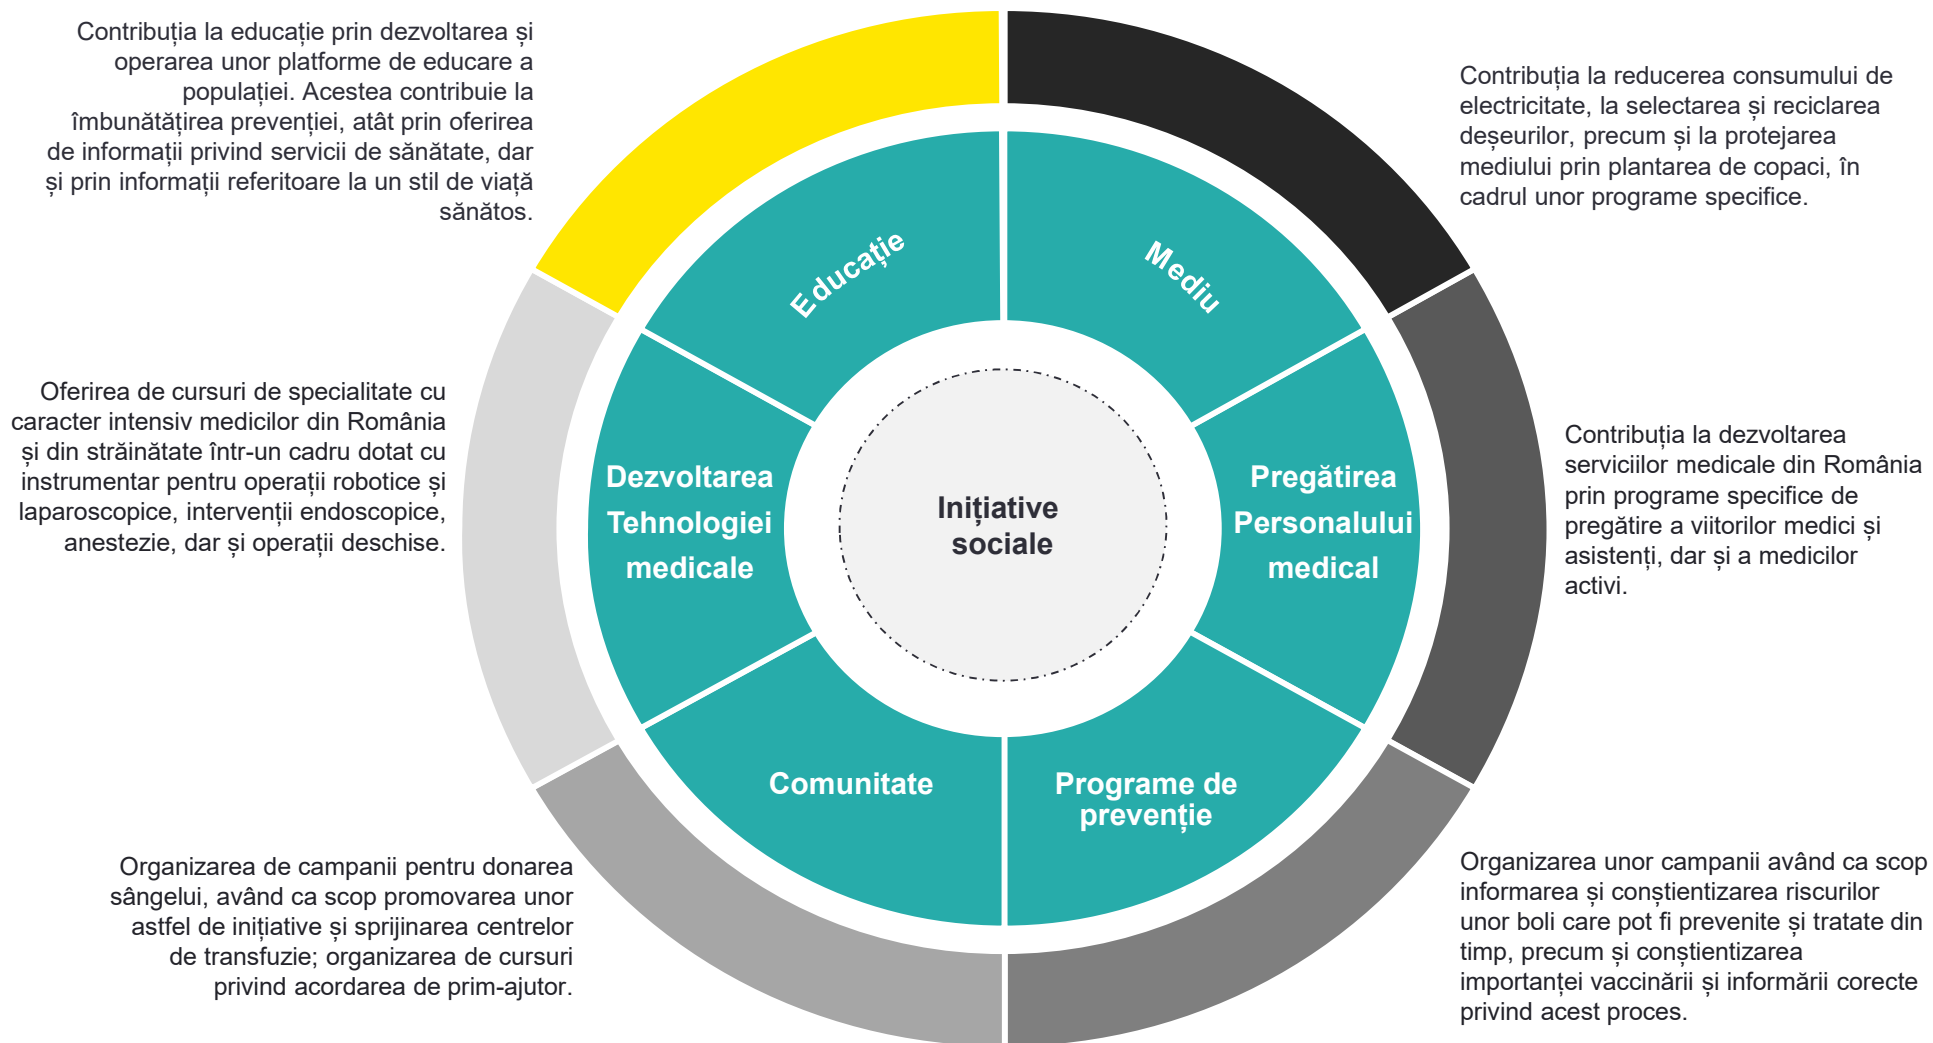 Contribuția la educație prin dezvoltarea și
operarea unor platforme de educare a
populației. Acestea contribuie la
îmbunătățirea prevenției, atât prin oferirea
de informații privind servicii de sănătate, dar
și prin informații referitoare la un stil de viață
sănătos.
Contribuția la reducerea consumului de
electricitate, la selectarea și reciclarea
deșeurilor, precum și la protejarea
mediului prin plantarea de copaci, în
cadrul unor programe specifice.
Educație
Mediu
Oferirea de cursuri de specialitate cu
caracter intensiv medicilor din România
și din străinătate într-un cadru dotat cu
instrumentar pentru operații robotice și
laparoscopice, intervenții endoscopice,
anestezie, dar și operații deschise.
Dezvoltarea
Tehnologiei
medicale
Inițiative
sociale
Pregătirea
Personalului
medical
Contribuția la dezvoltarea
serviciilor medicale din România
prin programe specifice de
pregătire a viitorilor medici și
asistenți, dar și a medicilor
activi.
Comunitate
Programe de
prevenție
Organizarea de campanii pentru donarea
sângelui, având ca scop promovarea unor
astfel de inițiative și sprijinarea centrelor
de transfuzie; organizarea de cursuri
privind acordarea de prim-ajutor.
Organizarea unor campanii având ca scop
informarea și conștientizarea riscurilor
unor boli care pot fi prevenite și tratate din
timp, precum și conștientizarea
importanței vaccinării și informării corecte
privind acest proces.